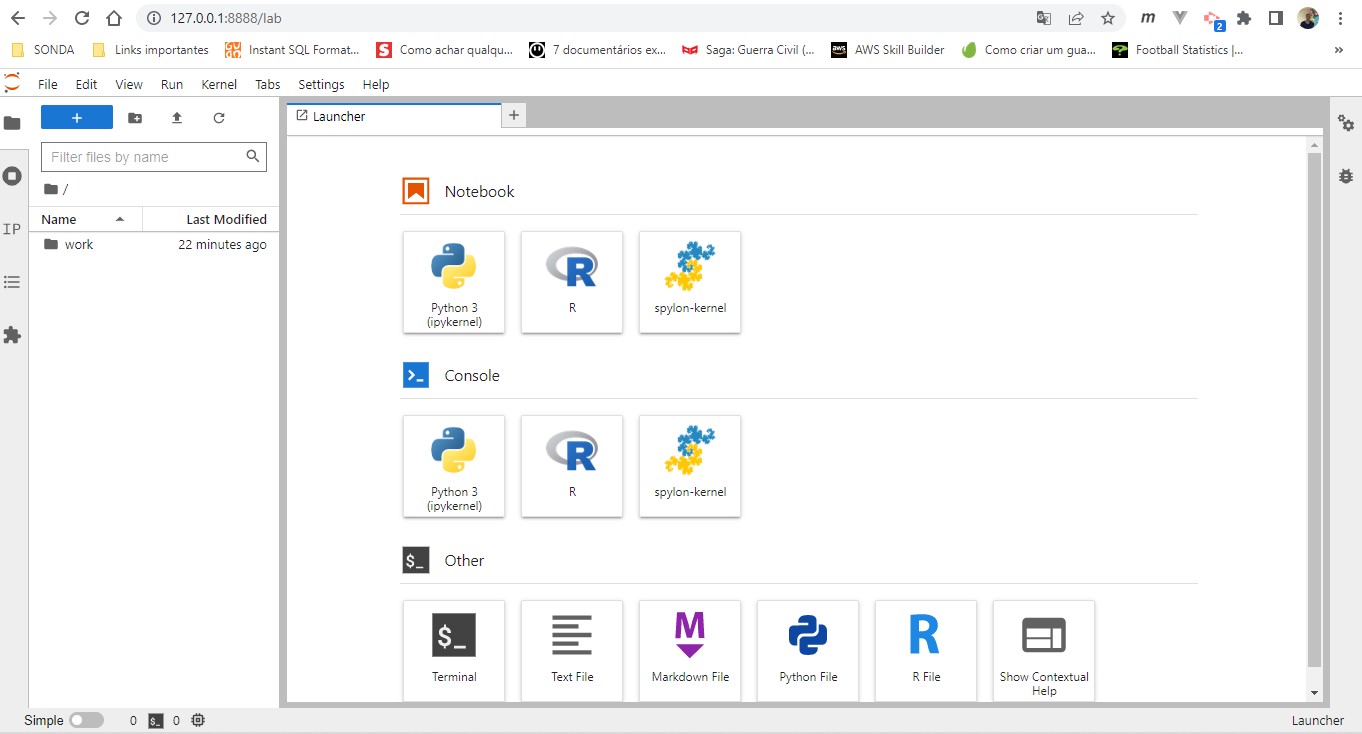 127.0.0.1:8888/lab
m
2
SONDA
Links importantes
Instant SQL Format...
S
Como achar qualqu...
7 documentários ex...
Saga: Guerra Civil (...
aws
AWS Skill Builder
Como criar um gua...
Football Statistics |...
»
File Edit View Run Kernel Tabs Settings Help
+
Launcher
+
Filter files by name
/
IP
Name
Last Modified
work
22 minutes ago
Notebook
Python 3
(ipykernel)
R
R
spylon-kernel
Console
Python 3
(ipykernel)
R
R
spylon-kernel
$_
Other
$_
Terminal
Text File
M
Markdown File
Python File
R
R File
Show Contextual
Help
Simple
0
$_
0
Launcher